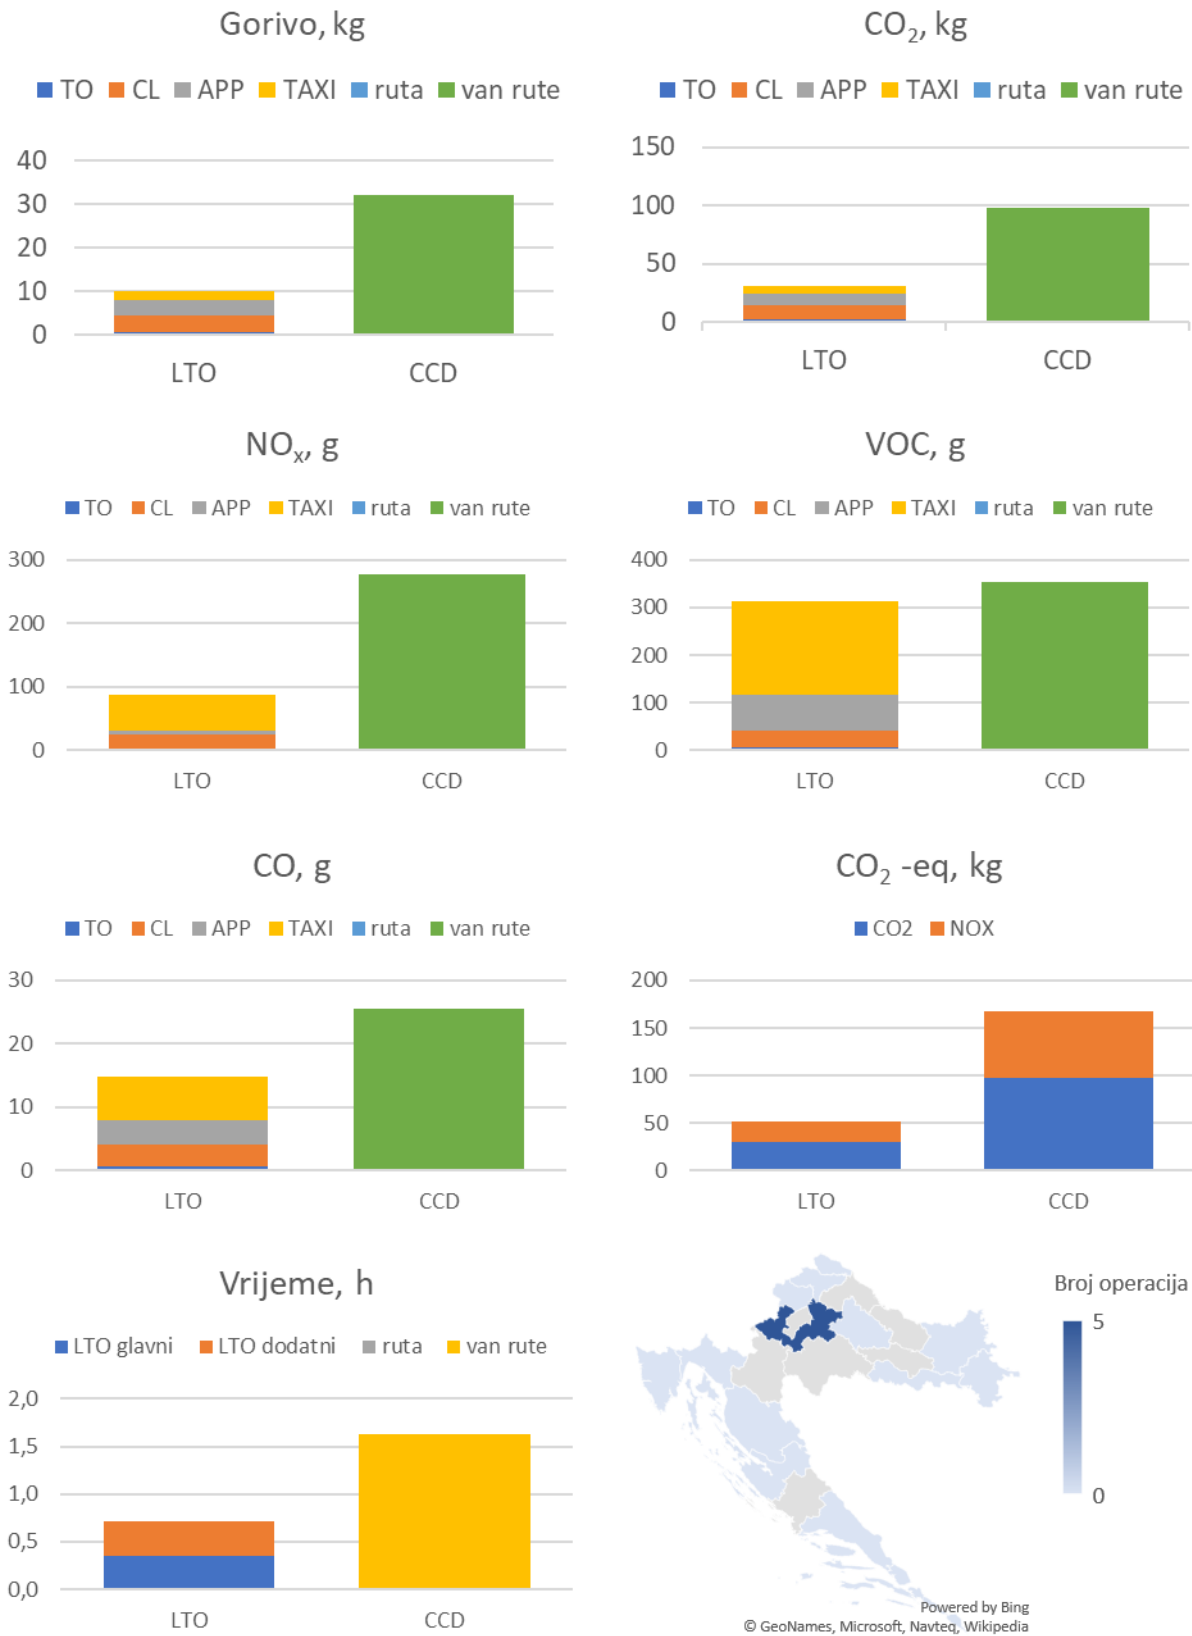 Gorivo, kg
TO CL APP TAXI ruta van rute
40
30
20
10
0
LTO CCD
CO₂, kg
TO CL APP TAXI ruta van rute
150
100
50
0
LTO CCD
NOₓ, g
TO CL APP TAXI ruta van rute
300
200
100
0
LTO CCD
VOC, g
TO CL APP TAXI ruta van rute
400
300
200
100
0
LTO CCD
CO, g
TO CL APP TAXI ruta van rute
30
20
10
0
LTO CCD
CO₂ -eq, kg
CO2 NOX
200
150
100
50
0
LTO CCD
Vrijeme, h
LTO glavni LTO dodatni ruta van rute
2,0
1,5
1,0
0,5
0,0
LTO CCD
Broj operacija
5
0
Powered by Bing
© GeoNames, Microsoft, Navteq, Wikipedia